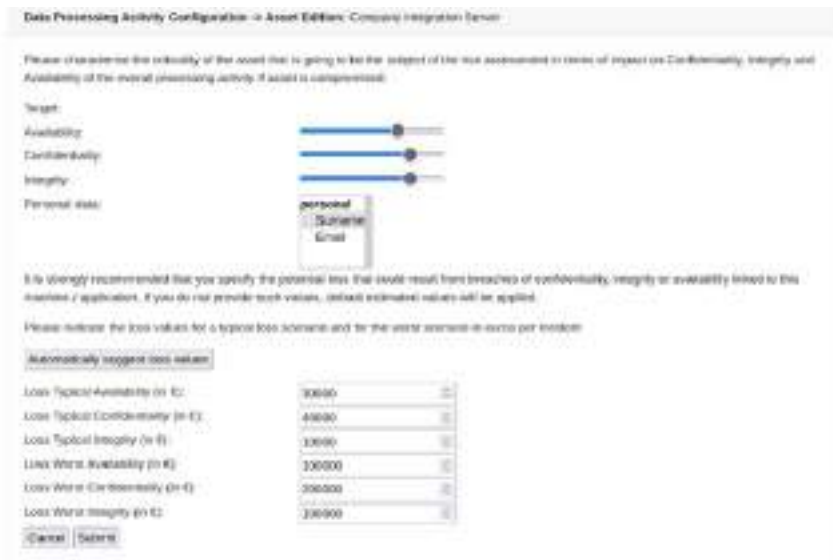 Data Processing Activity Configuration -> Asset Edition: Company Integration Server
Please characterise the criticality of the asset that is going to be the subject of the risk assessment in terms of impact on Confidentiality, Integrity and
Availability of the overall processing activity if asset is compromised:
Target:
Availability:
Confidentiality:
Integrity:
Personal data:
personal
Surname
Email
It is strongly recommended that you specify the potential loss that could result from breaches of confidentiality, integrity or availability linked to this
machine / application. If you do not provide such values, default estimated values will be applied.
Please indicate the loss values for a typical loss scenario and for the worst scenario in euros per incident:
Automatically suggest loss values
Loss Typical Availability (in €):
Loss Typical Confidentiality (in €):
40000
Loss Typical Integrity (in €):
10000
Loss Worst Availability (in €):
Loss Worst Confidentiality (in €):
200000
Loss Worst Integrity (in €):
Cancel Submit